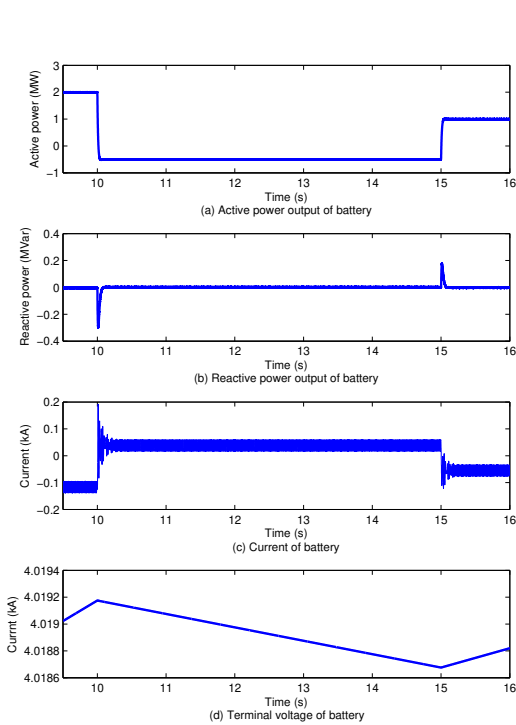 3
2
1
0
−1
Active power (MW)
10 11 12 13 14 15 16
Time (s)
(a) Active power output of battery
0.4
0.2
0
−0.2
−0.4
Reactive power (MVar)
10 11 12 13 14 15 16
Time (s)
(b) Reactive power output of battery
0.2
0.1
0
−0.1
−0.2
Current (kA)
10 11 12 13 14 15 16
Time (s)
(c) Current of battery
4.0194
4.0192
4.019
4.0188
4.0186
Currnt (kA)
10 11 12 13 14 15 16
Time (s)
(d) Terminal voltage of battery